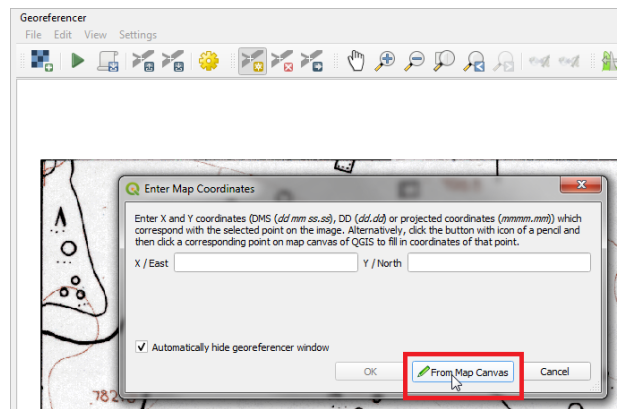 Georeferencer
File Edit View Settings
Enter Map Coordinates
Enter X and Y coordinates (DMS (dd mm ss.ss), DD (dd.dd) or projected coordinates (mmmm.mm)) which
correspond with the selected point on the image. Alternatively, click the button with icon of a pencil and
then click a corresponding point on map canvas of QGIS to fill in coordinates of that point.
X / East Y / North
Automatically hide georeferencer window
OK From Map Canvas Cancel